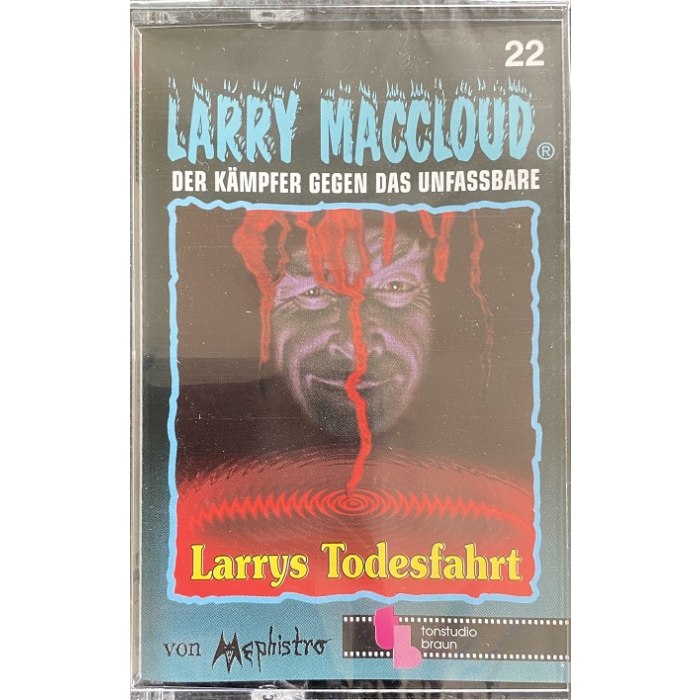 22
LARRY MACCLOUD®
DER KÄMPFER GEGEN DAS UNFASSBARE
Larrys Todesfahrt
von Mephistro
tonstudio
braun